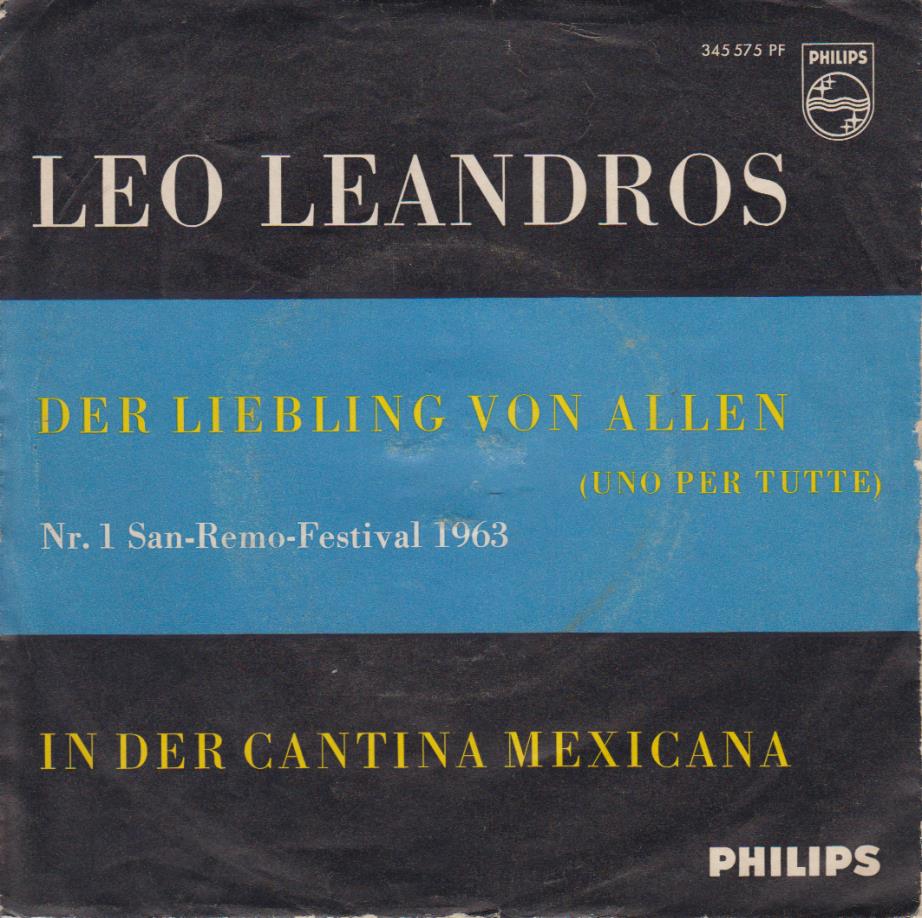 345 575 PF
PHILIPS
LEO LEANDROS
DER LIEBLING VON ALLEN
(UNO PER TUTTE)
Nr. 1 San-Remo-Festival 1963
IN DER CANTINA MEXICANA
PHILIPS